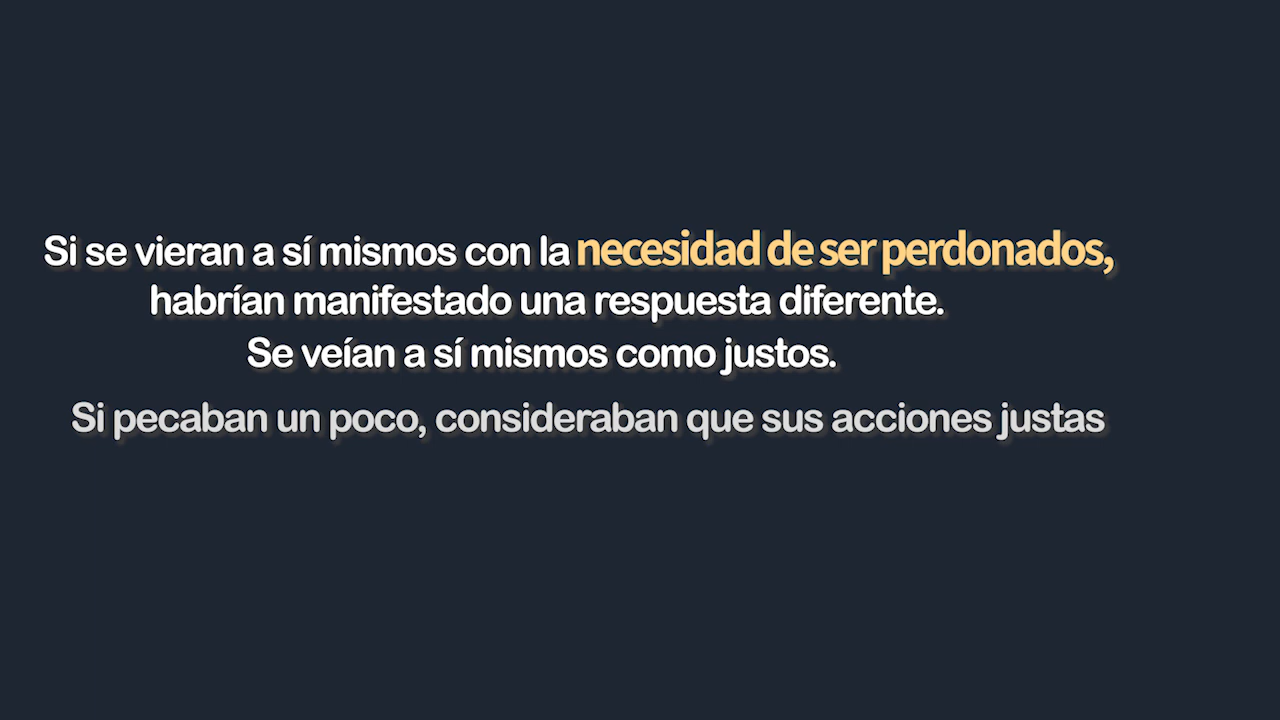 Si se vieran a sí mismos con la necesidad de ser perdonados,
habrían manifestado una respuesta diferente.
Se veían a sí mismos como justos.
Si pecaban un poco, consideraban que sus acciones justas